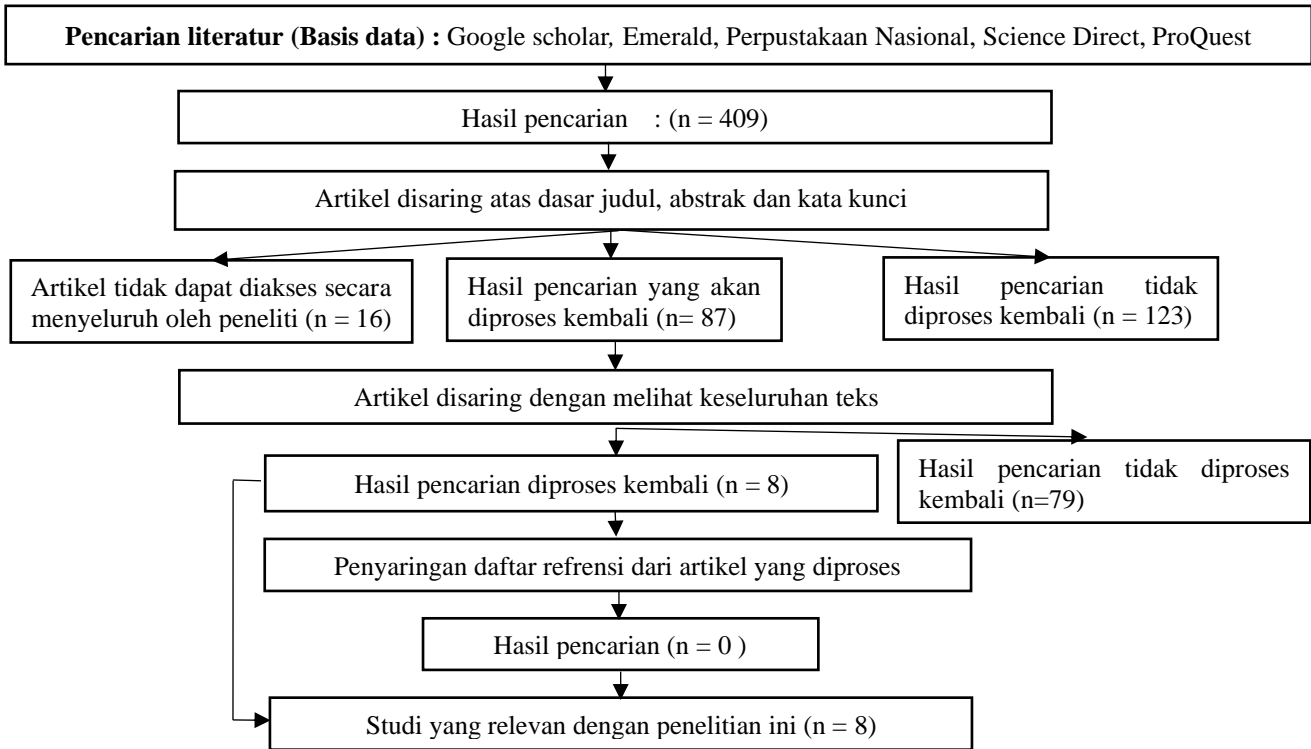 Pencarian literatur (Basis data) : Google scholar, Emerald, Perpustakaan Nasional, Science Direct, ProQuest
Hasil pencarian : (n = 409)
Artikel disaring atas dasar judul, abstrak dan kata kunci
Artikel tidak dapat diakses secara
menyeluruh oleh peneliti (n = 16)
Hasil pencarian yang akan
diproses kembali (n= 87)
Hasil pencarian tidak
diproses kembali (n = 123)
Artikel disaring dengan melihat keseluruhan teks
Hasil pencarian diproses kembali (n = 8)
Hasil pencarian tidak diproses
kembali (n=79)
Penyaringan daftar refrensi dari artikel yang diproses
Hasil pencarian (n = 0 )
Studi yang relevan dengan penelitian ini (n = 8)